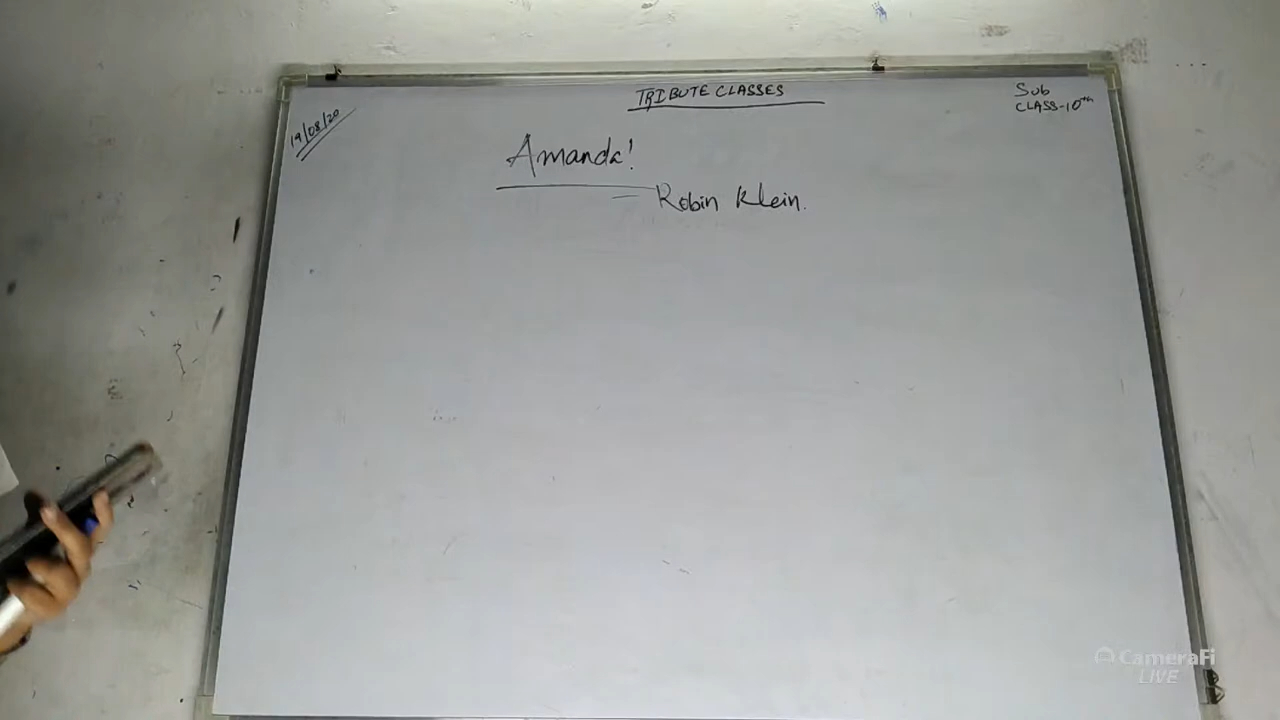 TRIBUTE CLASSES
Sub
CLASS-10th
19/08/20
Amanda!
– Robin Klein.
CameraFi
LIVE